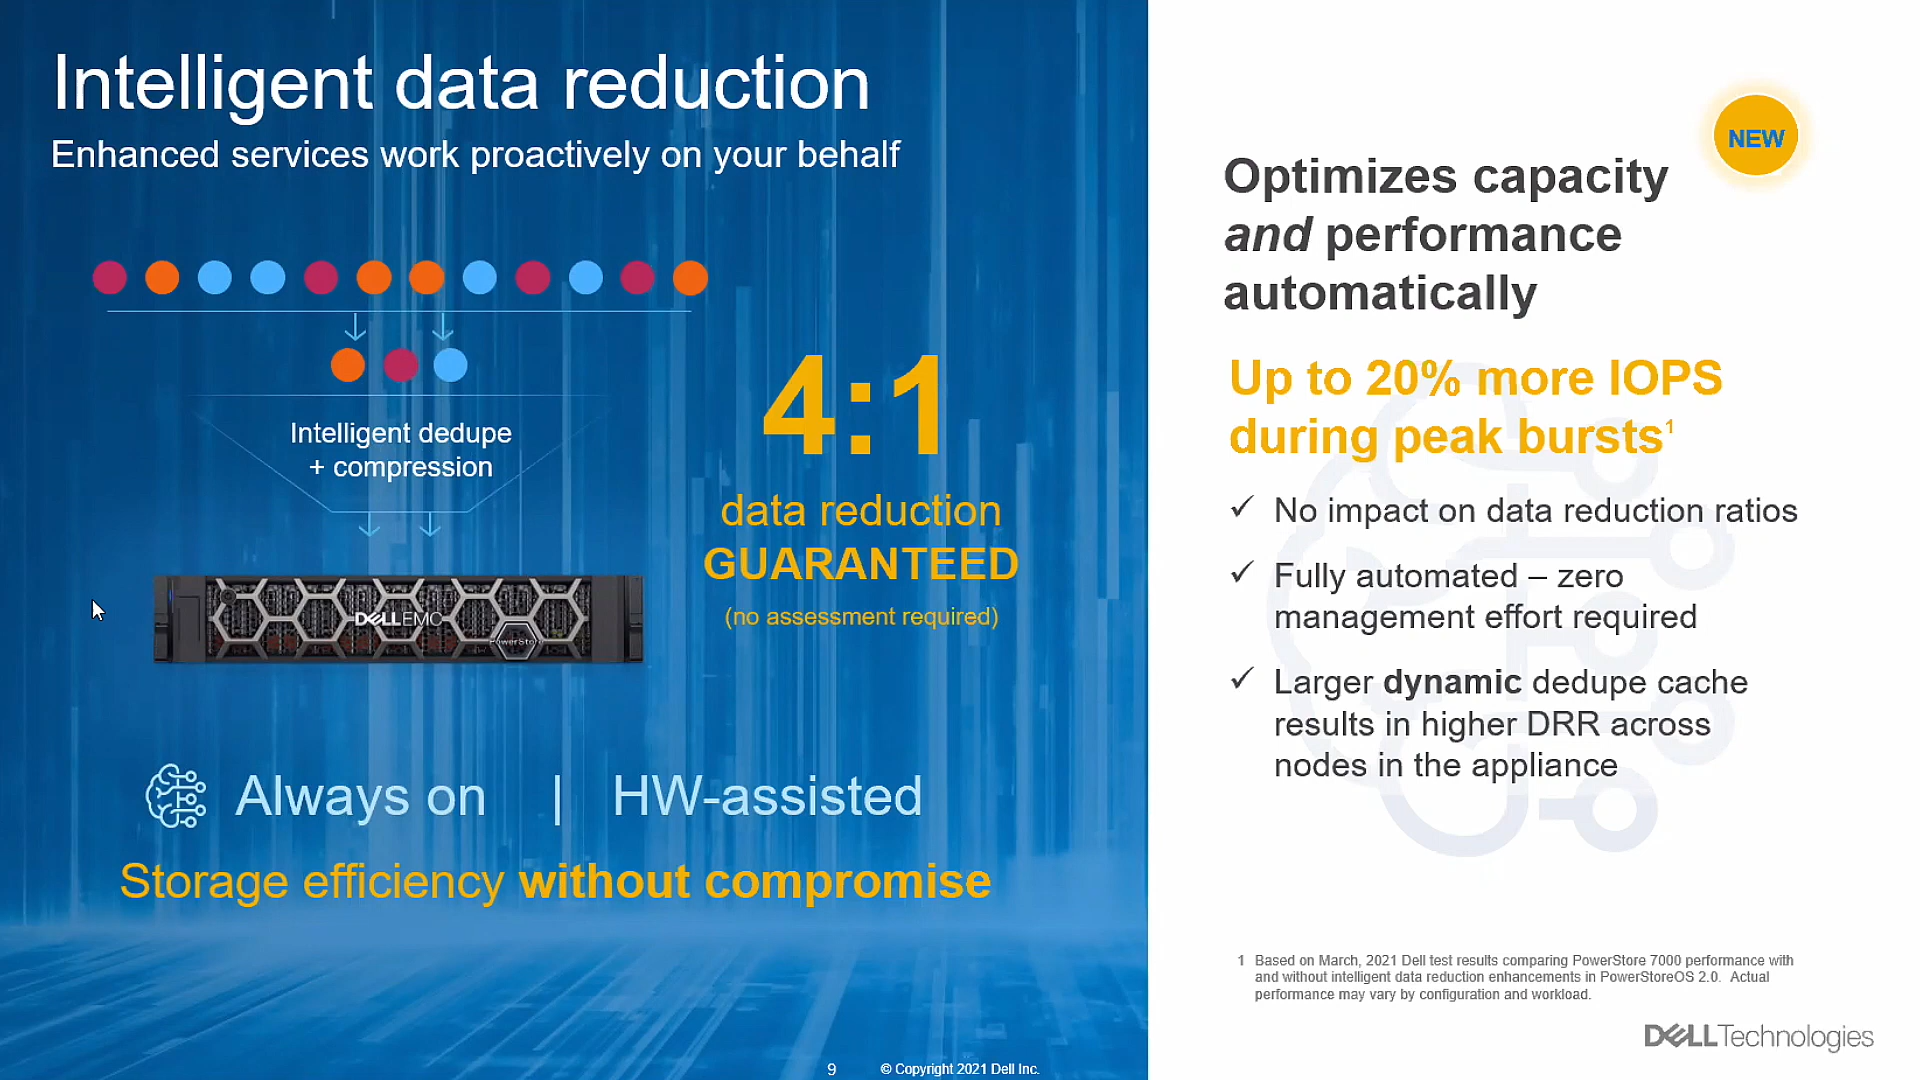 Intelligent data reduction
Enhanced services work proactively on your behalf
Intelligent dedupe
+ compression
DELLEMC
PowerStore
4:1
data reduction
GUARANTEED
(no assessment required)
Always on | HW-assisted
Storage efficiency without compromise
9 © Copyright 2021 Dell Inc.
NEW
Optimizes capacity
and performance
automatically
Up to 20% more IOPS
during peak bursts1
✓ No impact on data reduction ratios
✓ Fully automated – zero
management effort required
✓ Larger dynamic dedupe cache
results in higher DRR across
nodes in the appliance
1 Based on March, 2021 Dell test results comparing PowerStore 7000 performance with
and without intelligent data reduction enhancements in PowerStoreOS 2.0. Actual
performance may vary by configuration and workload.
DELLTechnologies